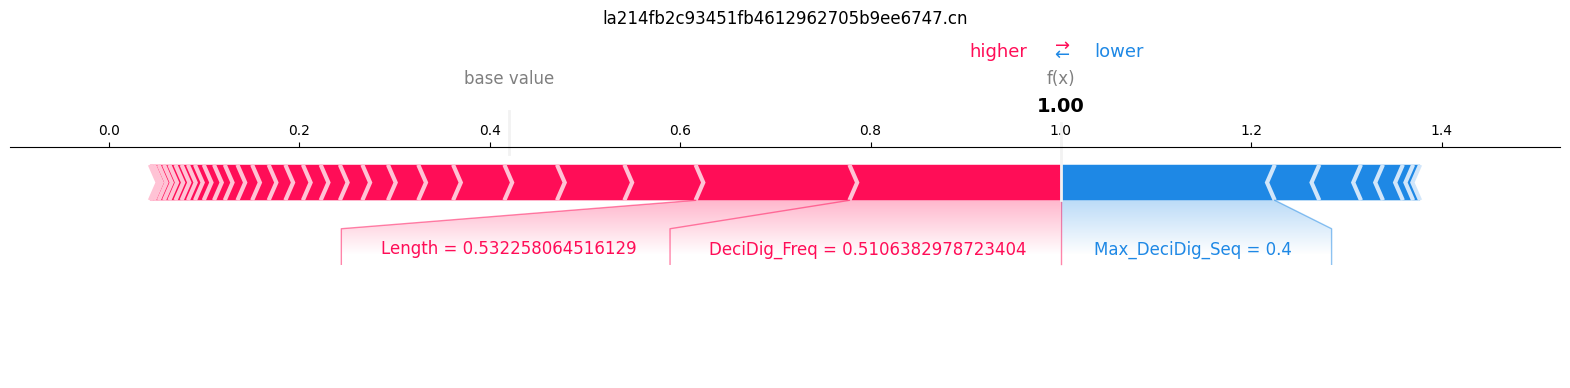 la214fb2c93451fb4612962705b9ee6747.cn
higher ⇄ lower
base value
f(x)
1.00
0.0 0.2 0.4 0.6 0.8 1.0 1.2 1.4
Length = 0.532258064516129
DeciDig_Freq = 0.5106382978723404
Max_DeciDig_Seq = 0.4